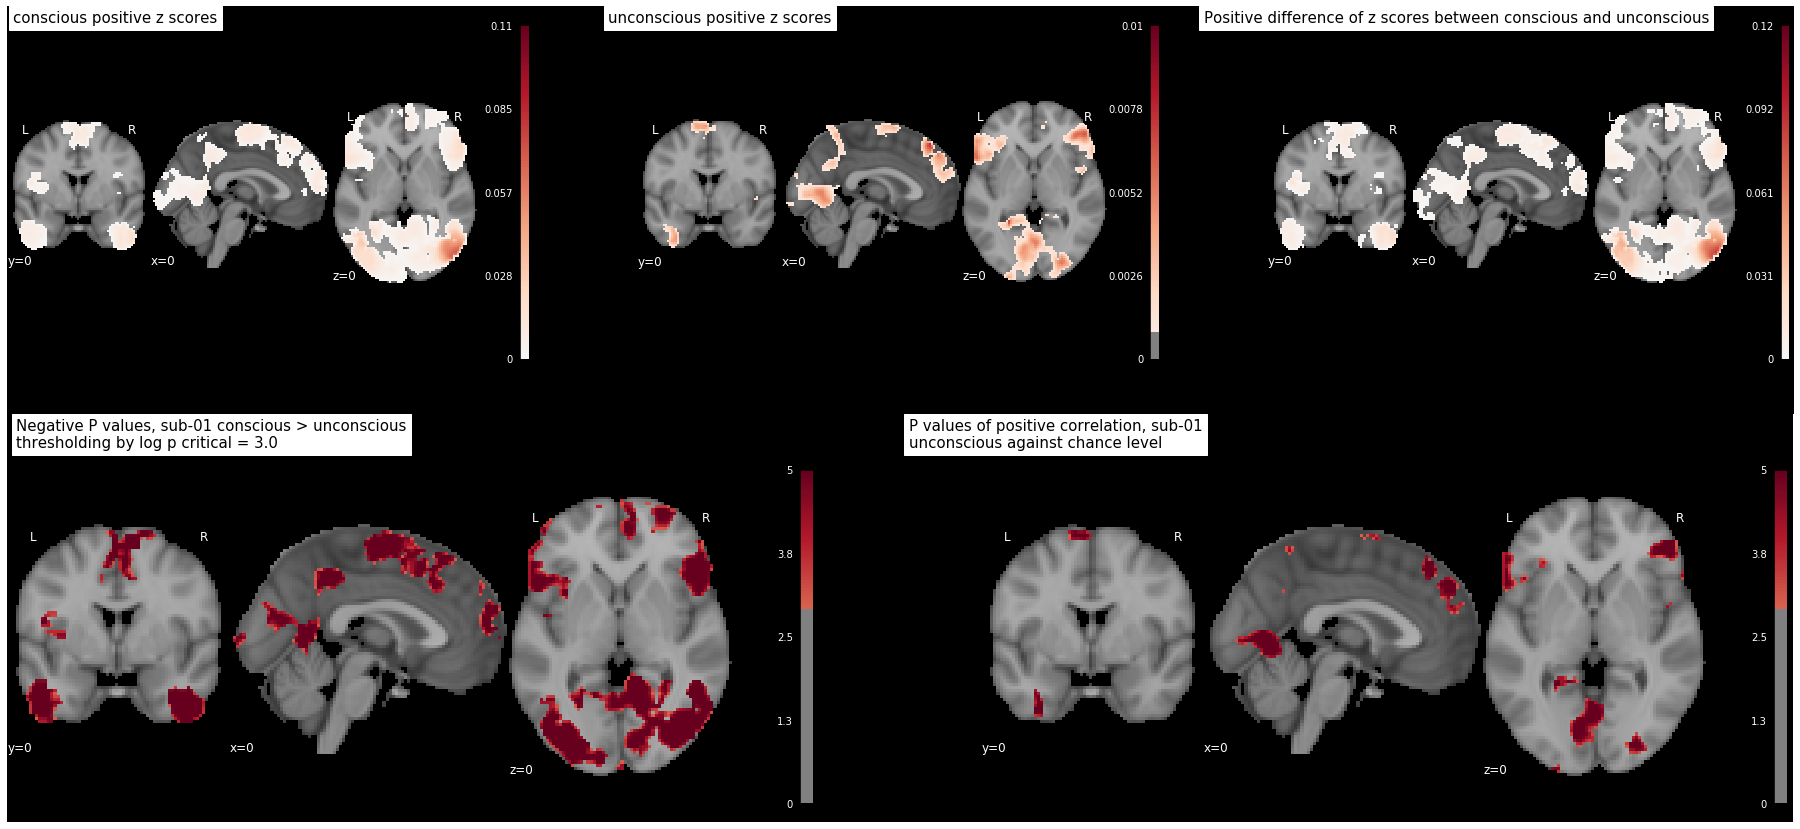 conscious positive z scores
unconscious positive z scores
Positive difference of z scores between conscious and unconscious
0.11
0.085
0.057
0.028
0
L R
L R
y=0
x=0
z=0
0.01
0.0078
0.0052
0.0026
0
L R
L R
y=0
x=0
z=0
0.12
0.092
0.061
0.031
0
L R
L R
y=0
x=0
z=0
Negative P values, sub-01 conscious > unconscious
thresholding by log p critical = 3.0
5
3.8
2.5
1.3
0
L R
L R
y=0
x=0
z=0
P values of positive correlation, sub-01
unconscious against chance level
5
3.8
2.5
1.3
0
L R
L R
y=0
x=0
z=0